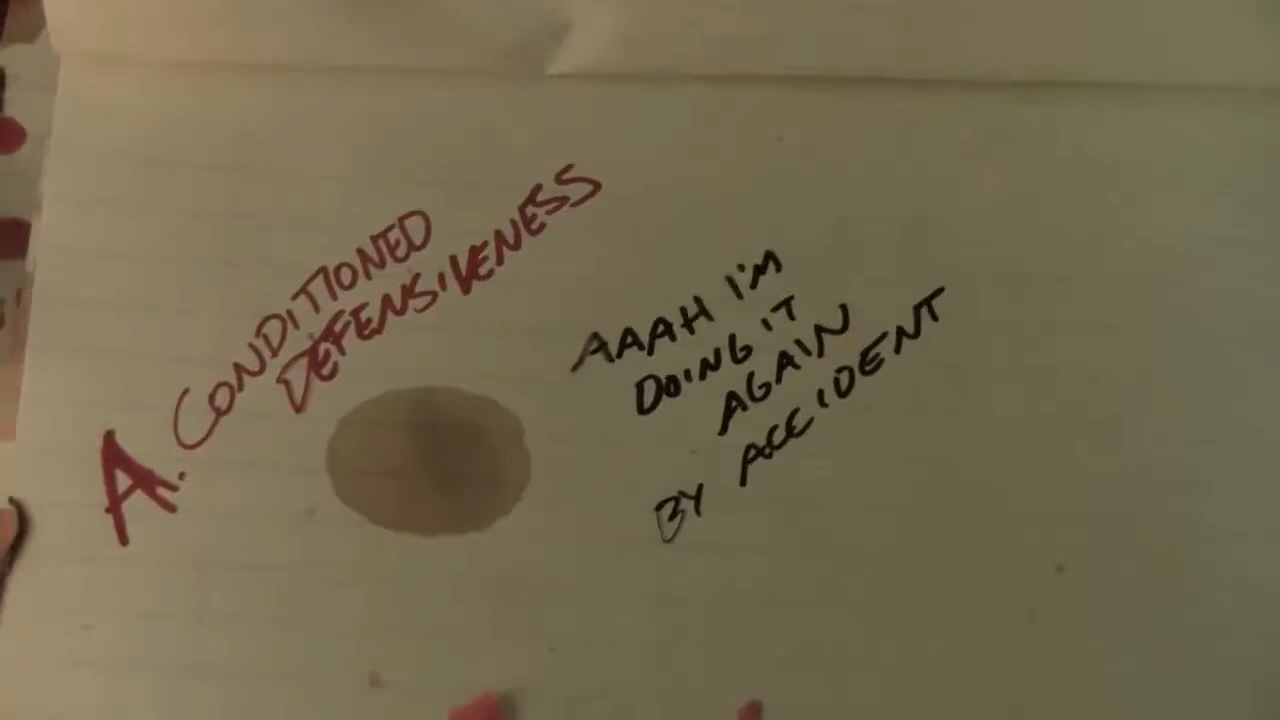 A. CONDITIONED
DEFENSIVENESS
AAAH I'M
DOING IT
AGAIN
BY ACCIDENT